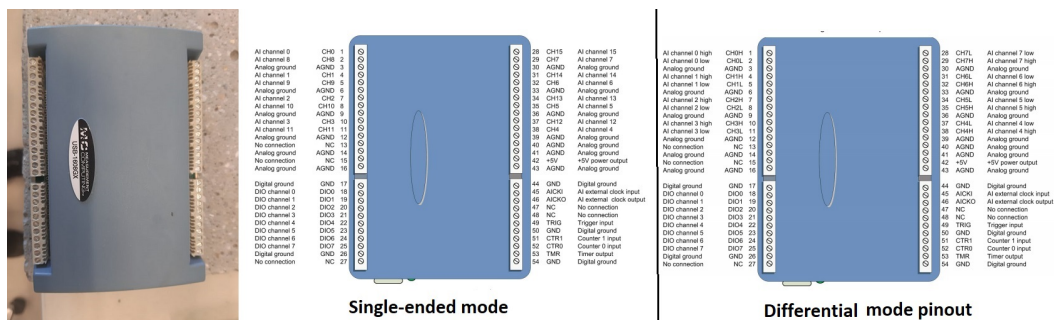 MEASUREMENT
COMPUTING
USB-1608GX
AI channel 0 CH0 1
AI channel 8 CH8 2
Analog ground AGND 3
AI channel 1 CH1 4
AI channel 9 CH9 5
Analog ground AGND 6
AI channel 2 CH2 7
AI channel 10 CH10 8
Analog ground AGND 9
AI channel 3 CH3 10
AI channel 11 CH11 11
Analog ground AGND 12
No connection NC 13
Analog ground AGND 14
No connection NC 15
Analog ground AGND 16
Digital ground GND 17
DIO channel 0 DIO0 18
DIO channel 1 DIO1 19
DIO channel 2 DIO2 20
DIO channel 3 DIO3 21
DIO channel 4 DIO4 22
DIO channel 5 DIO5 23
DIO channel 6 DIO6 24
DIO channel 7 DIO7 25
Digital ground GND 26
No connection NC 27
28 CH15 AI channel 15
29 CH7 AI channel 7
30 AGND Analog ground
31 CH14 AI channel 14
32 CH6 AI channel 6
33 AGND Analog ground
34 CH13 AI channel 13
35 CH5 AI channel 5
36 AGND Analog ground
37 CH12 AI channel 12
38 CH4 AI channel 4
39 AGND Analog ground
40 AGND Analog ground
41 AGND Analog ground
42 +5V +5V power output
43 AGND Analog ground
44 GND Digital ground
45 AICKI AI external clock input
46 AICKO AI external clock output
47 NC No connection
48 NC No connection
49 TRIG Trigger input
50 GND Digital ground
51 CTR1 Counter 1 input
52 CTR0 Counter 0 input
53 TMR Timer output
54 GND Digital ground
Single-ended mode
AI channel 0 high CH0H 1
AI channel 0 low CH0L 2
Analog ground AGND 3
AI channel 1 high CH1H 4
AI channel 1 low CH1L 5
Analog ground AGND 6
AI channel 2 high CH2H 7
AI channel 2 low CH2L 8
Analog ground AGND 9
AI channel 3 high CH3H 10
AI channel 3 low CH3L 11
Analog ground AGND 12
No connection NC 13
Analog ground AGND 14
No connection NC 15
Analog ground AGND 16
Digital ground GND 17
DIO channel 0 DIO0 18
DIO channel 1 DIO1 19
DIO channel 2 DIO2 20
DIO channel 3 DIO3 21
DIO channel 4 DIO4 22
DIO channel 5 DIO5 23
DIO channel 6 DIO6 24
DIO channel 7 DIO7 25
Digital ground GND 26
No connection NC 27
28 CH7L AI channel 7 low
29 CH7H AI channel 7 high
30 AGND Analog ground
31 CH6L AI channel 6 low
32 CH6H AI channel 6 high
33 AGND Analog ground
34 CH5L AI channel 5 low
35 CH5H AI channel 5 high
36 AGND Analog ground
37 CH4L AI channel 4 low
38 CH4H AI channel 4 high
39 AGND Analog ground
40 AGND Analog ground
41 AGND Analog ground
42 +5V +5V power output
43 AGND Analog ground
44 GND Digital ground
45 AICKI AI external clock input
46 AICKO AI external clock output
47 NC No connection
48 NC No connection
49 TRIG Trigger input
50 GND Digital ground
51 CTR1 Counter 1 input
52 CTR0 Counter 0 input
53 TMR Timer output
54 GND Digital ground
Differential mode pinout